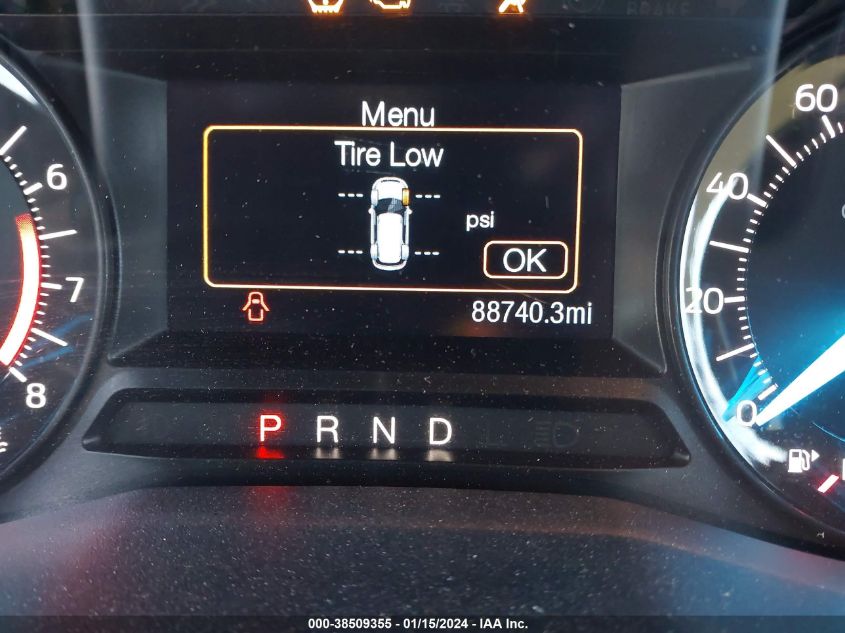 BRAKE
Menu
Tire Low
-- --
psi
-- --
OK
88740.3mi
6
7
8
60
40
20
0
P R N D L
000-38509355 - 01/15/2024 - IAA Inc.